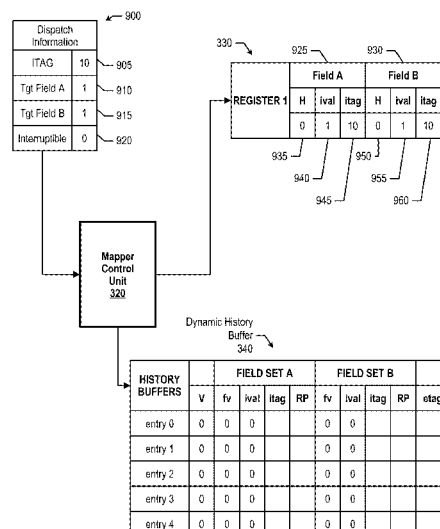 900
Dispatch
Information
ITAG 10 905
Tgt Field A 1 910
Tgt Field B 1 915
Interruptible 0 920
330 925 930
Field A Field B
REGISTER 1 H ival itag H ival itag
0 1 10 0 1 10
935 950
940 955
945 960
Mapper
Control
Unit
320
Dynamic History
Buffer
340
HISTORY
BUFFERS FIELD SET A FIELD SET B
V fv ival itag RP fv ival itag RP etag
entry 0 0 0 0 0 0
entry 1 0 0 0 0 0
entry 2 0 0 0 0 0
entry 3 0 0 0 0 0
entry 4 0 0 0 0 0